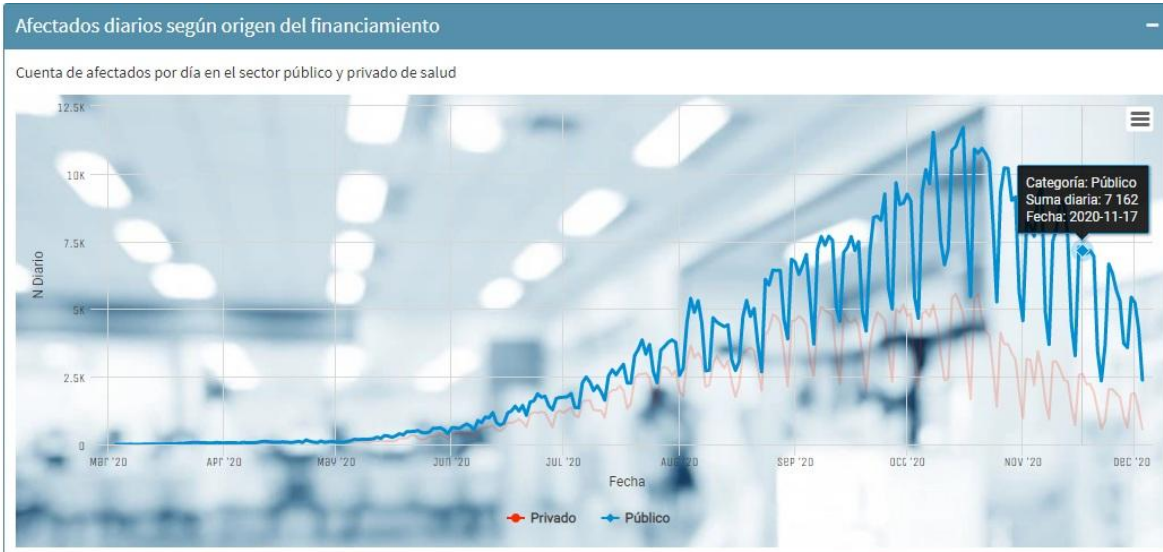 Afectados diarios según origen del financiamiento
Cuenta de afectados por día en el sector público y privado de salud
12.5K
10K
7.5K
5K
2.5K
0
N Diario
Categoría: Público
Suma diaria: 7 162
Fecha: 2020-11-17
Mar '20 Apr '20 May '20 Jun '20 Jul '20 Aug '20 Sep '20 Oct '20 Nov '20 Dec '20
Fecha
Privado Público